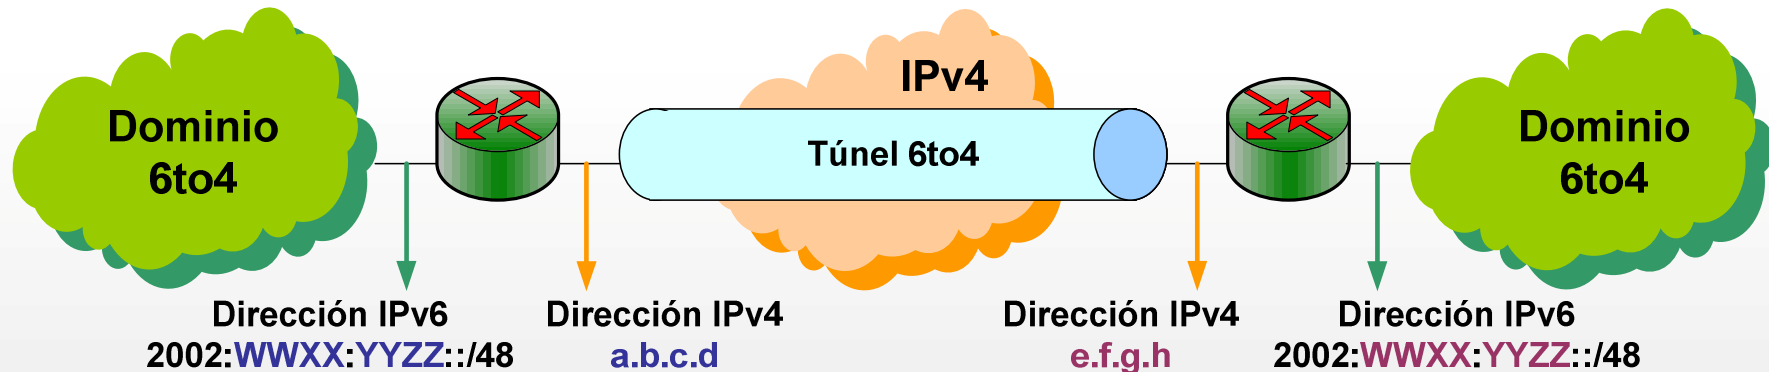 IPv4
Dominio
6to4
Túnel 6to4
Dominio
6to4
Dirección IPv6
2002:WWXX:YYZZ::/48
Dirección IPv4
a.b.c.d
Dirección IPv4
e.f.g.h
Dirección IPv6
2002:WWXX:YYZZ::/48